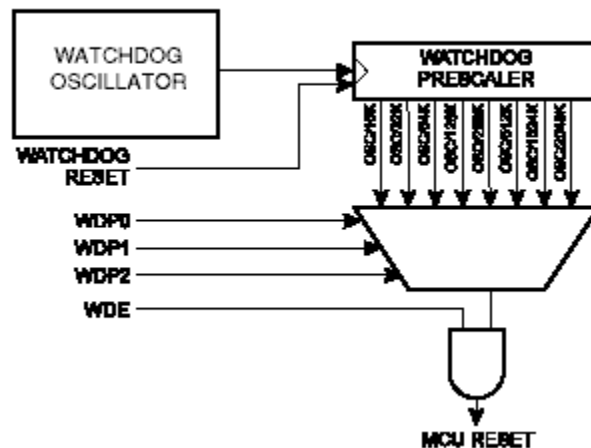 WATCHDOG
OSCILLATOR
WATCHDOG
PRESCALER
WATCHDOG
RESET
OSC/16K
OSC/32K
OSC/64K
OSC/128K
OSC/256K
OSC/512K
OSC/1024K
OSC/2048K
WDP0
WDP1
WDP2
WDE
MCU RESET